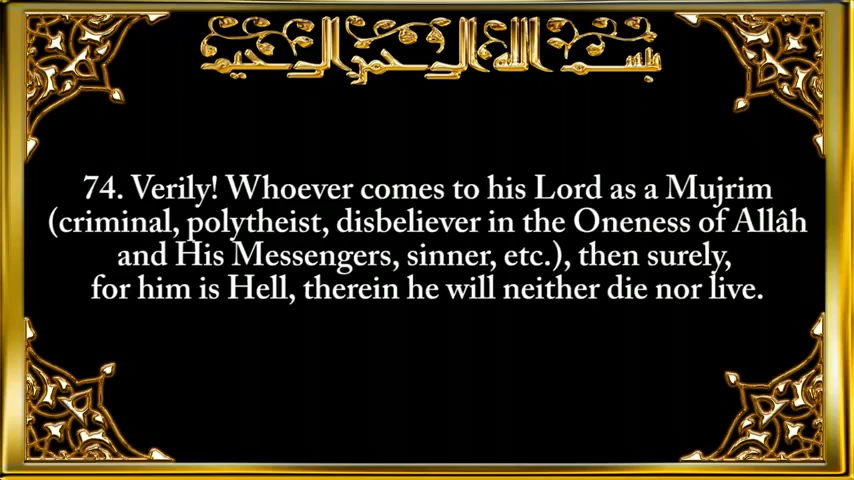 بسم الله الرحمن الرحيم
74. Verily! Whoever comes to his Lord as a Mujrim
(criminal, polytheist, disbeliever in the Oneness of Allâh
and His Messengers, sinner, etc.), then surely,
for him is Hell, therein he will neither die nor live.